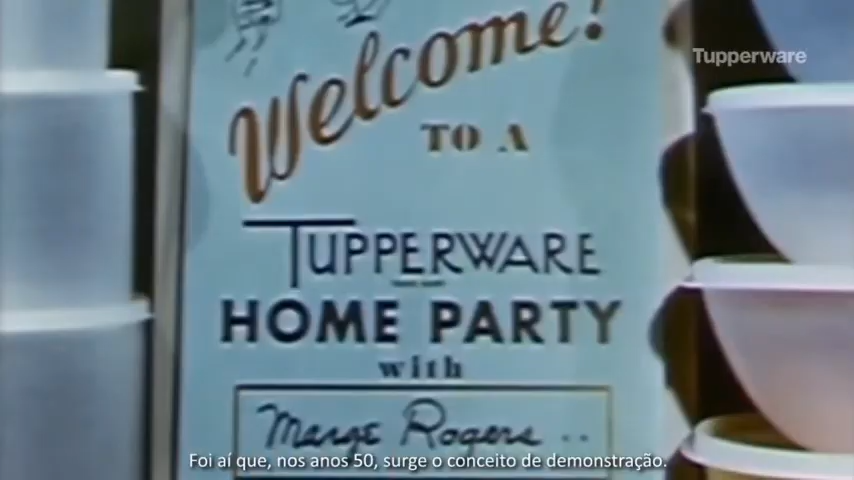 Welcome!
TO A
TUPPERWARE
HOME PARTY
with
Marge Rogers ..
Tupperware
Foi aí que, nos anos 50, surge o conceito de demonstração.